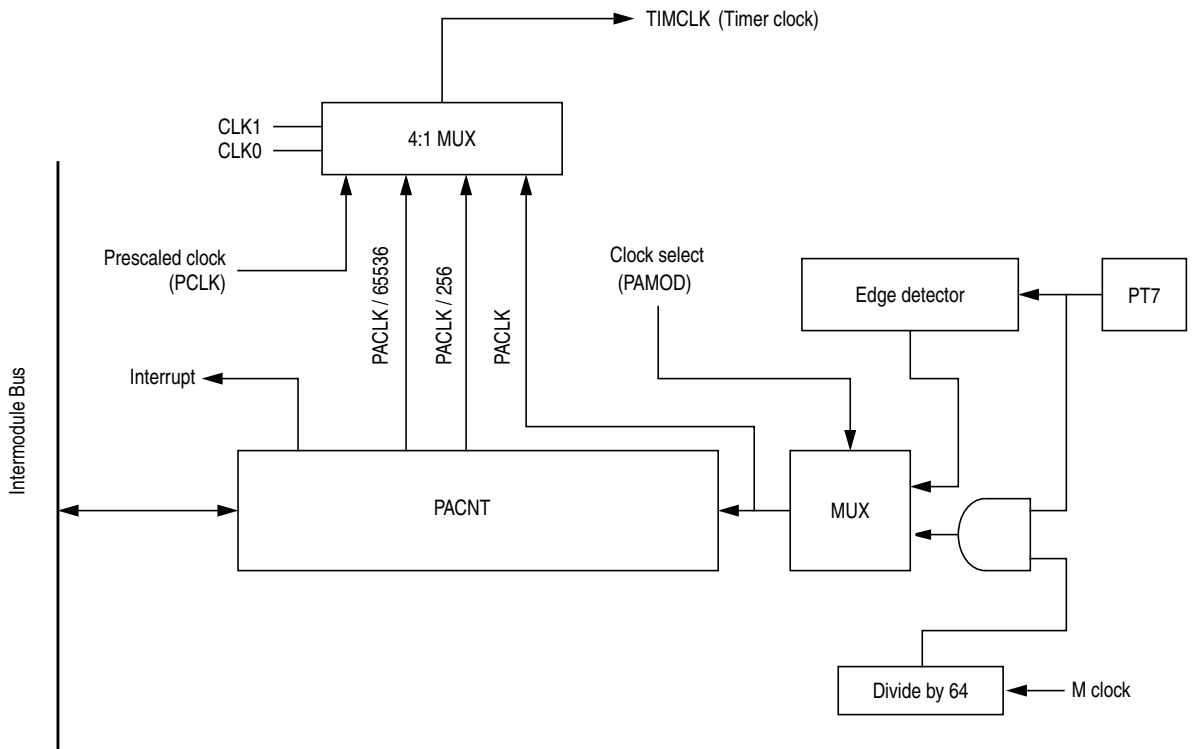 TIMCLK (Timer clock)
CLK1
CLK0
4:1 MUX
Prescaled clock
(PCLK)
PACLK / 65536
PACLK / 256
PACLK
Clock select
(PAMOD)
Edge detector
PT7
Interrupt
Intermodule Bus
PACNT
MUX
Divide by 64
M clock